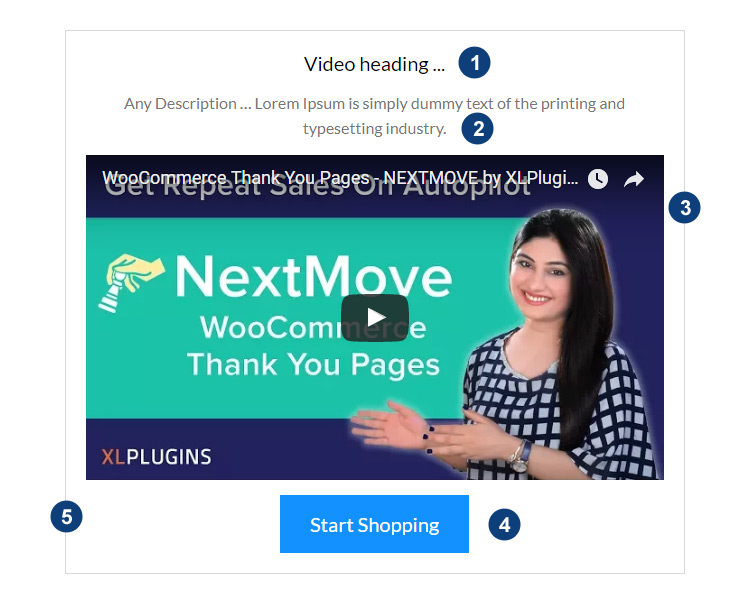 Video heading ... 1
Any Description ... Lorem Ipsum is simply dummy text of the printing and
typesetting industry. 2
WooCommerce Thank You Pages - NEXTMOVE by XLPlugi...
Get Repeat Sales On Autopilot
3
NextMove
WooCommerce
Thank You Pages
XLPLUGINS
5
Start Shopping 4